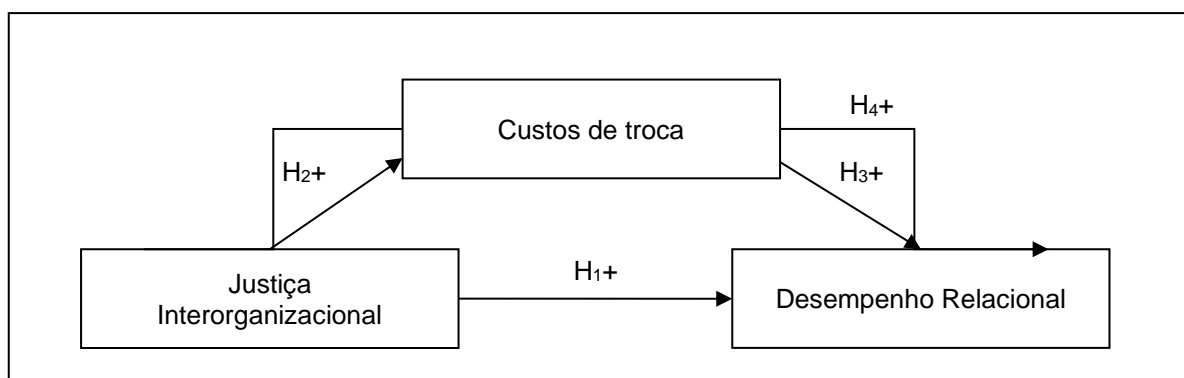 Custos de troca
H4+
H2+
H3+
H1+
Justiça
Interorganizacional
Desempenho Relacional